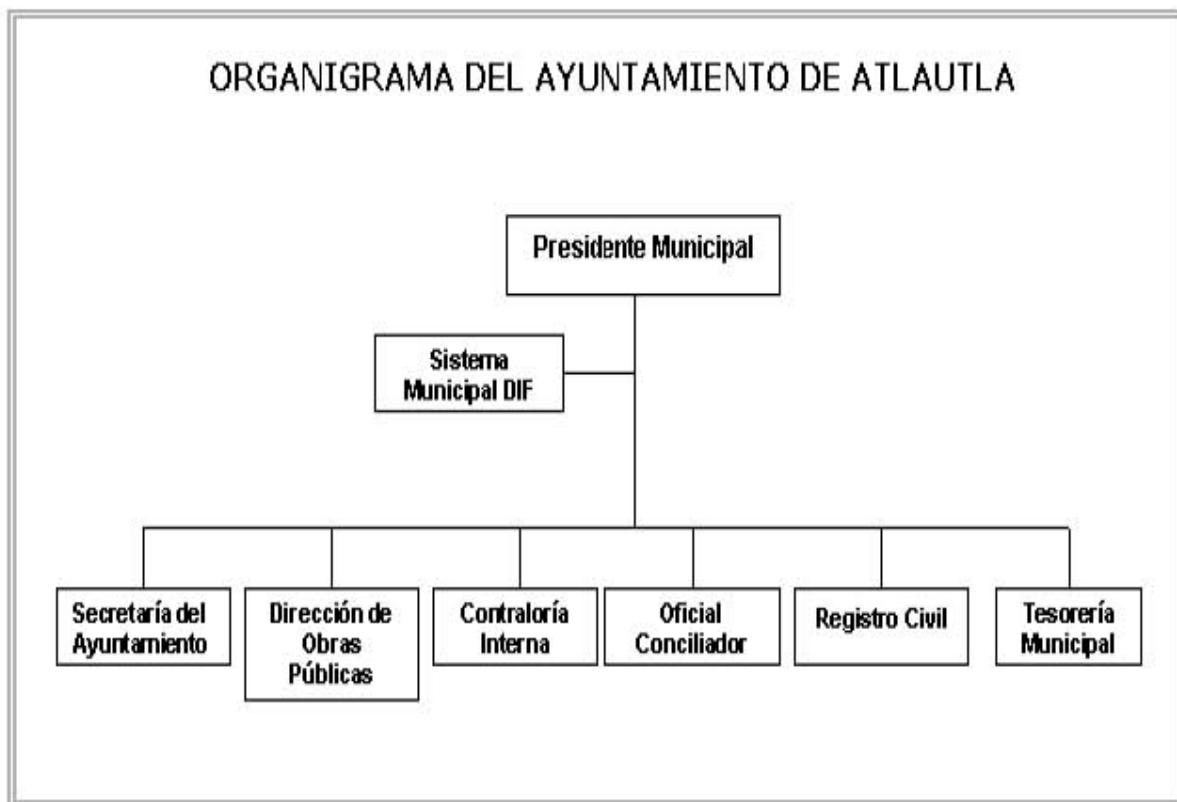 ORGANIGRAMA DEL AYUNTAMIENTO DE ATLAUTLA
Presidente Municipal
Sistema
Municipal DIF
Secretaría del
Ayuntamiento
Dirección de
Obras
Públicas
Contraloría
Interna
Oficial
Conciliador
Registro Civil
Tesorería
Municipal